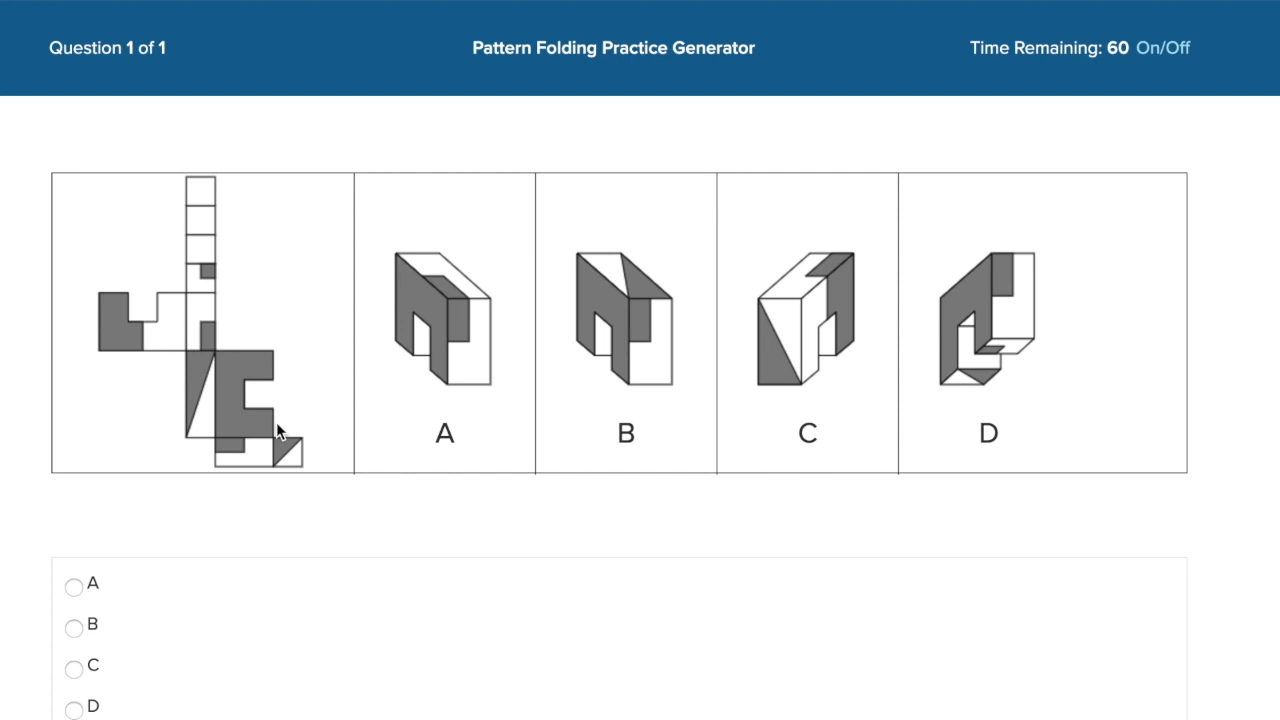 Question 1 of 1
Pattern Folding Practice Generator
Time Remaining: 60 On/Off
A
B
C
D
A
B
C
D